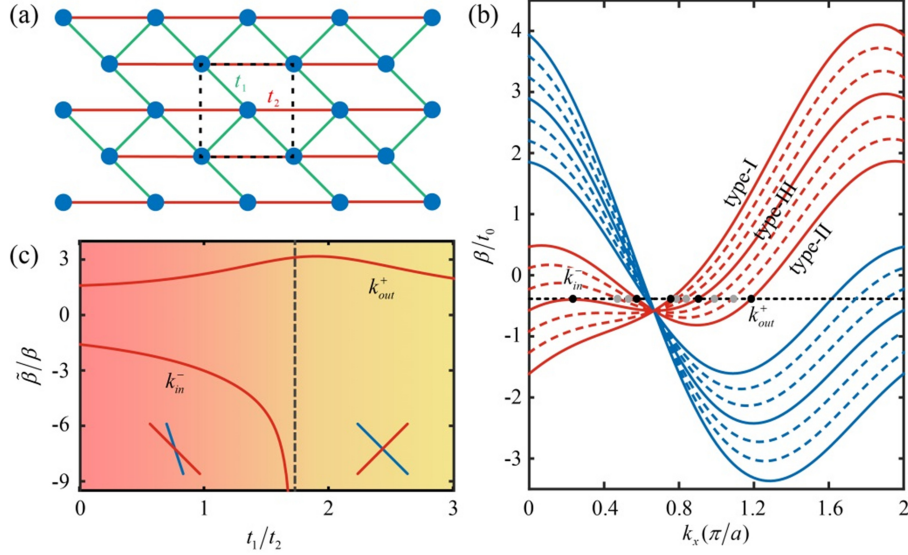 (a)
t₁
t₂
(b)
4
3
2
1
0
-1
-2
-3
β/t₀
type-I
type-III
type-II
k⁻ᵢₙ
k⁺ₒᵤₜ
0
0.4
0.8
1.2
1.6
2
kₓ(π/a)
(c)
3
0
-3
-6
-9
β̃/β
k⁺ₒᵤₜ
k⁻ᵢₙ
0
1
2
3
t₁/t₂